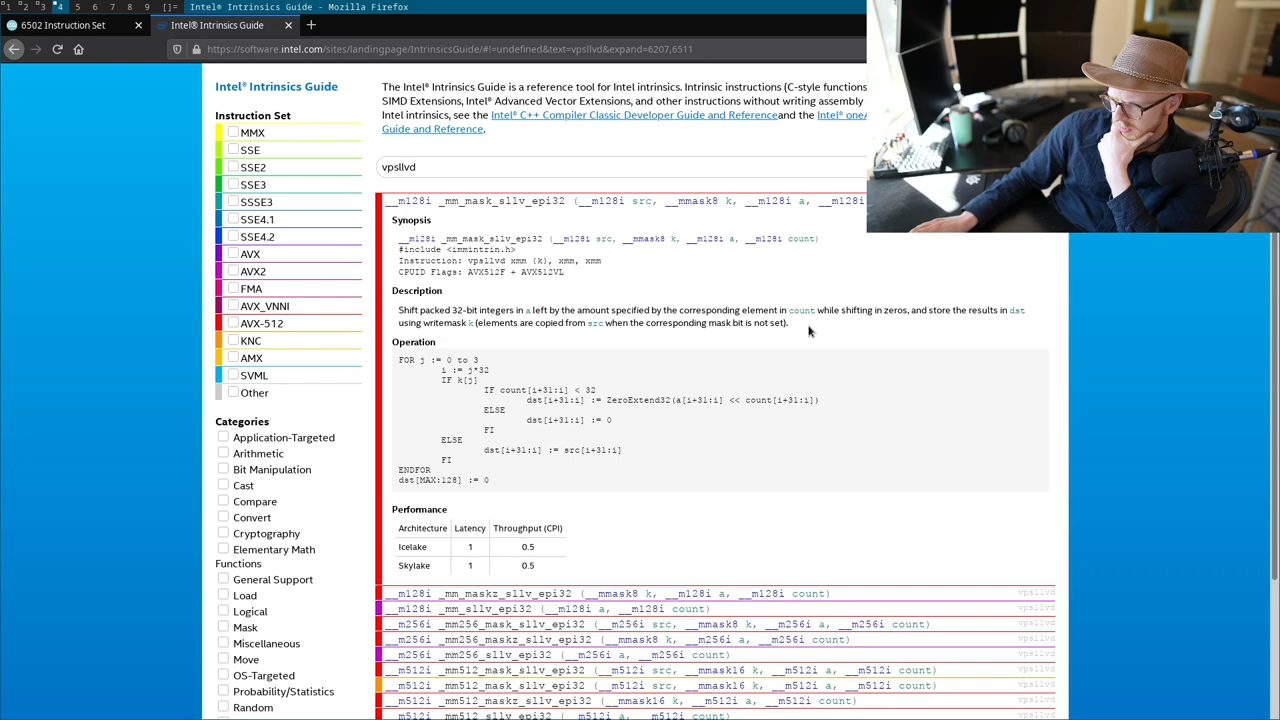 1 2 3 4 5 6 7 8 9 []= Intel® Intrinsics Guide - Mozilla Firefox
6502 Instruction Set × Intel® Intrinsics Guide × +
https://software.intel.com/sites/landingpage/IntrinsicsGuide/#!=undefined&text=vpsllvd&expand=6207,6511
Intel® Intrinsics Guide
Instruction Set
MMX
SSE
SSE2
SSE3
SSSE3
SSE4.1
SSE4.2
AVX
AVX2
FMA
AVX_VNNI
AVX-512
KNC
AMX
SVML
Other
Categories
Application-Targeted
Arithmetic
Bit Manipulation
Cast
Compare
Convert
Cryptography
Elementary Math
Functions
General Support
Load
Logical
Mask
Miscellaneous
Move
OS-Targeted
Probability/Statistics
Random
The Intel® Intrinsics Guide is a reference tool for Intel intrinsics. Intrinsic instructions (C-style functions
SIMD Extensions, Intel® Advanced Vector Extensions, and other instructions without writing assembly
Intel intrinsics, see the Intel® C++ Compiler Classic Developer Guide and Reference and the Intel® one
Guide and Reference.
vpsllvd
__m128i _mm_mask_sllv_epi32 (__m128i src, __mmask8 k, __m128i a, __m128i
Synopsis
__m128i _mm_mask_sllv_epi32 (__m128i src, __mmask8 k, __m128i a, __m128i count)
#include <immintrin.h>
Instruction: vpsllvd xmm {k}, xmm, xmm
CPUID Flags: AVX512F + AVX512VL
Description
Shift packed 32-bit integers in a left by the amount specified by the corresponding element in count while shifting in zeros, and store the results in dst
using writemask k (elements are copied from src when the corresponding mask bit is not set).
Operation
FOR j := 0 to 3
i := j*32
IF k[j]
IF count[i+31:i] < 32
dst[i+31:i] := ZeroExtend32(a[i+31:i] << count[i+31:i])
ELSE
dst[i+31:i] := 0
FI
ELSE
dst[i+31:i] := src[i+31:i]
FI
ENDFOR
dst[MAX:128] := 0
Performance
Architecture Latency Throughput (CPI)
Icelake 1 0.5
Skylake 1 0.5
__m128i _mm_maskz_sllv_epi32 (__mmask8 k, __m128i a, __m128i count) vpsllvd
__m128i _mm_sllv_epi32 (__m128i a, __m128i count) vpsllvd
__m256i _mm256_mask_sllv_epi32 (__m256i src, __mmask8 k, __m256i a, __m256i count) vpsllvd
__m256i _mm256_maskz_sllv_epi32 (__mmask8 k, __m256i a, __m256i count) vpsllvd
__m256i _mm256_sllv_epi32 (__m256i a, __m256i count) vpsllvd
__m512i _mm512_mask_sllv_epi32 (__m512i src, __mmask16 k, __m512i a, __m512i count) vpsllvd
__m512i _mm512_mask_sllv_epi32 (__m512i src, __mmask16 k, __m512i a, __m512i count) vpsllvd
__m512i _mm512_maskz_sllv_epi32 (__mmask16 k, __m512i a, __m512i count) vpsllvd
__m512i _mm512_sllv_epi32 (__m512i a, __m512i count) vpsllvd